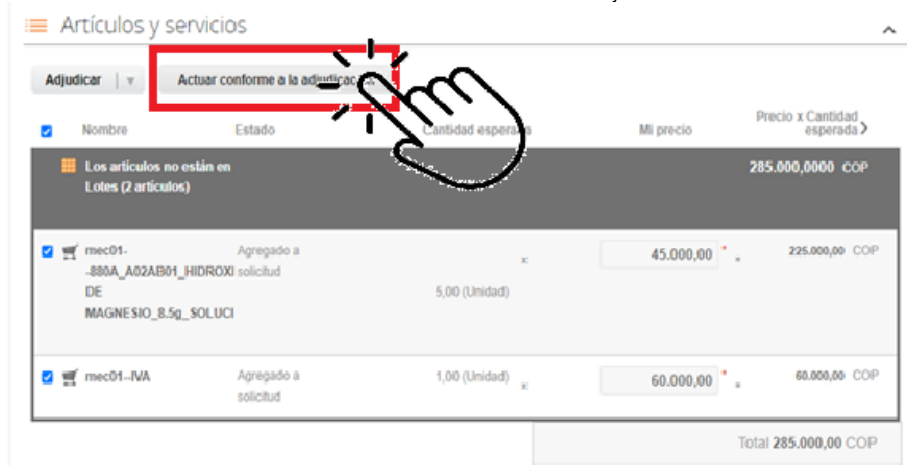 Artículos y servicios
Adjudicar
Actuar conforme a la adjudicac
Nombre Estado Cantidad esperada Mi precio Precio x Cantidad esperada
Los artículos no están en
Lotes (2 artículos)
285.000,0000 COP
mec01-
-880A_A02AB01_HIDROXI
DE
MAGNESIO_8.5g_SOLUCI
Agregado a
solicitud
5,00 (Unidad)
45.000,00 *
225.000,00 COP
mec01--IVA
Agregado a
solicitud
1,00 (Unidad)
60.000,00 *
60.000,00 COP
Total 285.000,00 COP